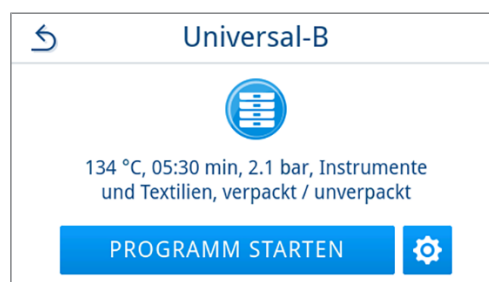 Universal-B
134 °C, 05:30 min, 2.1 bar, Instrumente
und Textilien, verpackt / unverpackt
PROGRAMM STARTEN